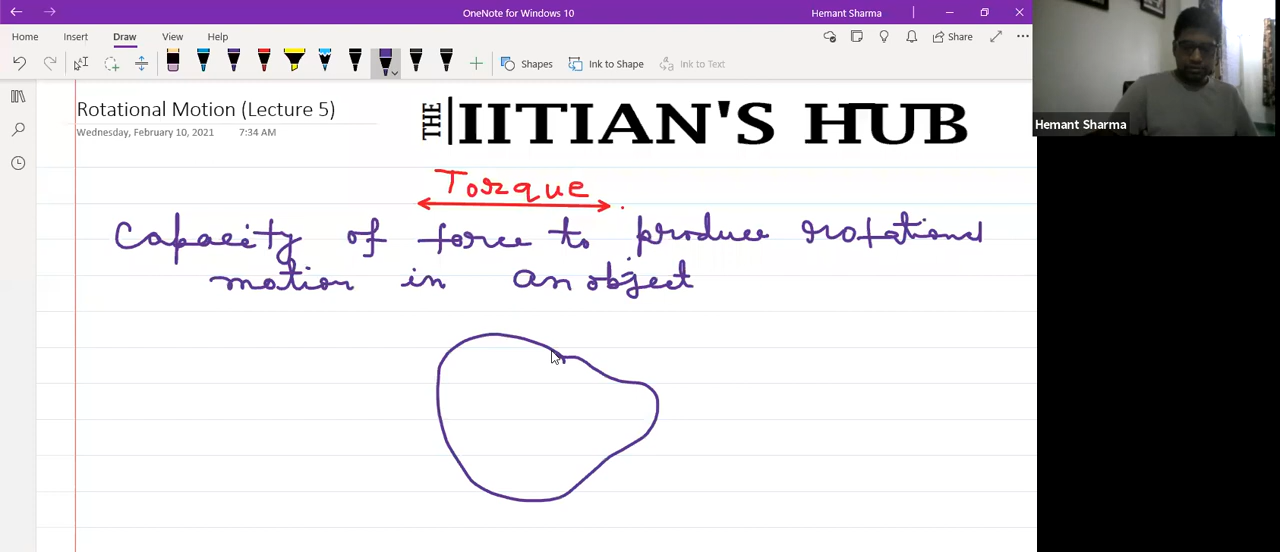 OneNote for Windows 10
Hemant Sharma
Home Insert Draw View Help
Share
Shapes Ink to Shape Ink to Text
Rotational Motion (Lecture 5)
Wednesday, February 10, 2021 7:34 AM
THE IITIAN'S HUB
Hemant Sharma
Torque
Capacity of force to produce rotational
motion in an object